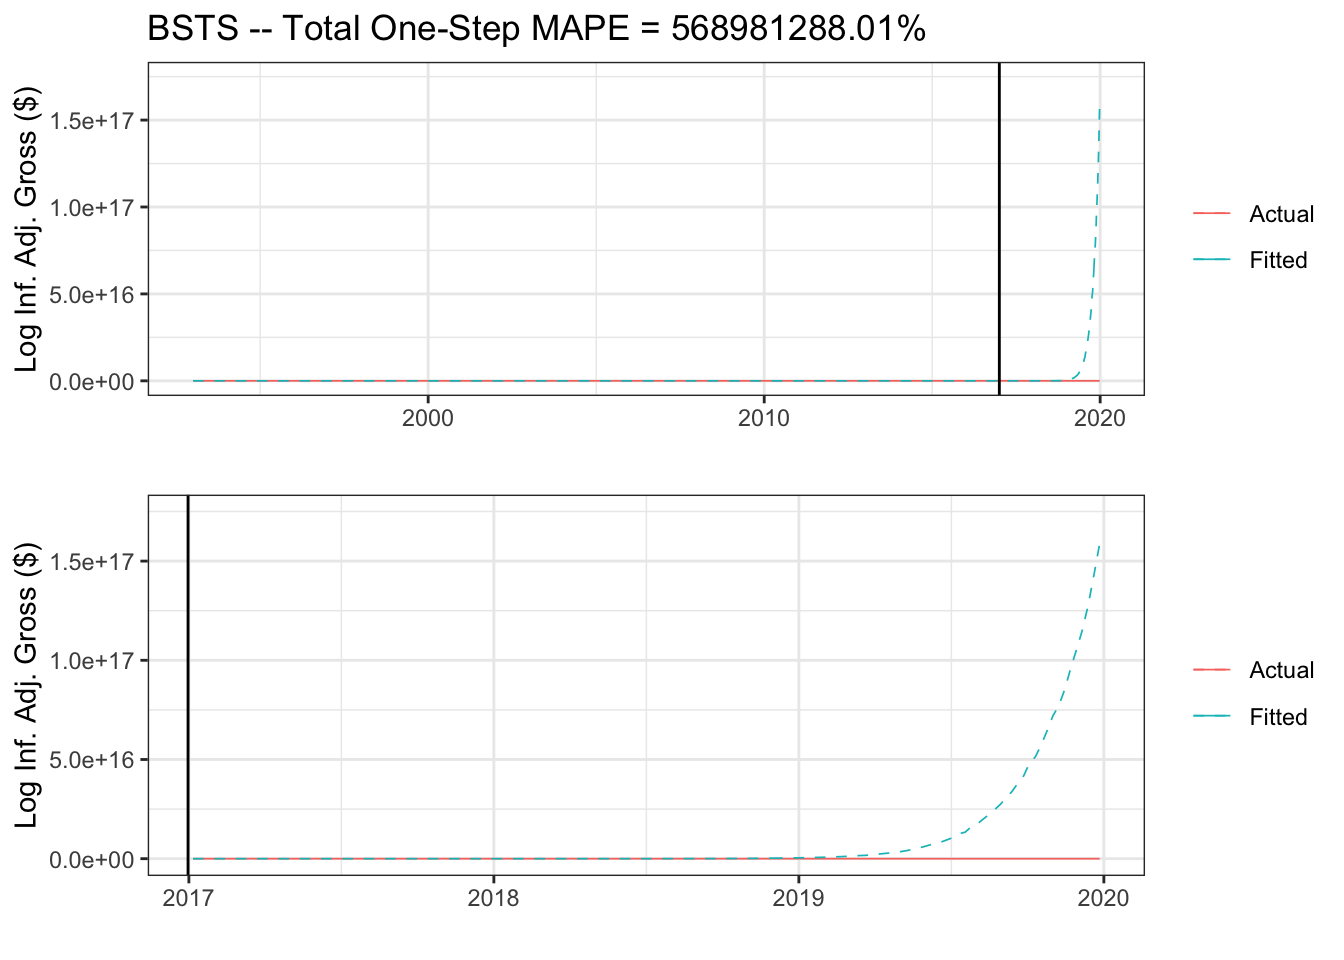 BSTS -- Total One-Step MAPE = 568981288.01%
Log Inf. Adj. Gross ($)
1.5e+17
1.0e+17
5.0e+16
0.0e+00
2000 2010 2020
Actual
Fitted
Log Inf. Adj. Gross ($)
1.5e+17
1.0e+17
5.0e+16
0.0e+00
2017 2018 2019 2020
Actual
Fitted